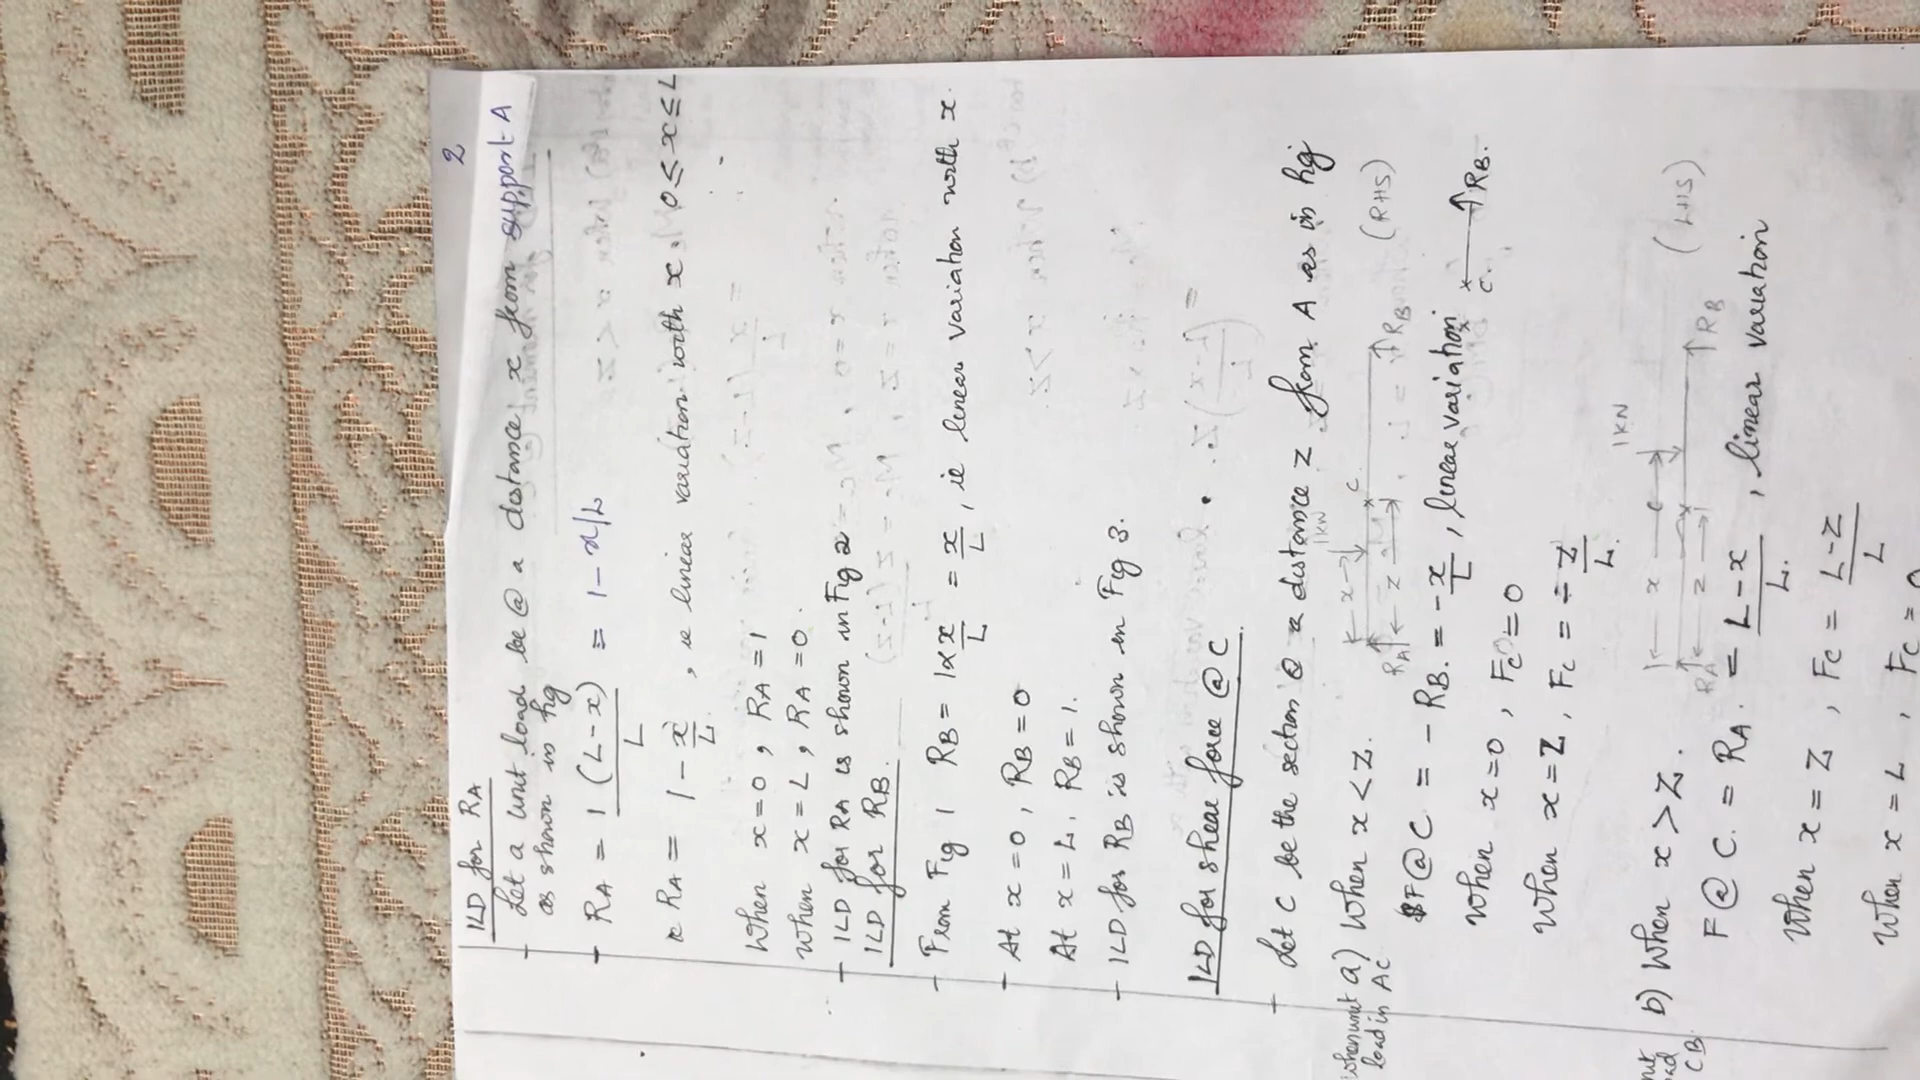 2
ILD for RA
- Let a unit load be @ a distance x from support A
as shown in fig
- RA = 1 (L-x)/L = 1 - x/L
RA = 1 - x/L , ie linear variation with x, 0 ≤ x ≤ L
When x=0, RA=1
When x=L, RA=0.
- ILD for RA is shown in Fig 2
ILD for RB.
- From Fig 1 RB = 1 x x/L = x/L, ie linear variation with x.
- At x=0, RB=0
At x=L, RB=1.
- ILD for RB is shown in Fig 3.
ILD for shear force @ C
- Let C be the section @ a distance z from A as in fig
when unit load in AC
a) When x<z.
x 1KN C (RHS)
RA z RB
SF@C = -RB. = -x/L, linear variation
x C RB.
When x=0, Fc=0
When x=z, Fc = -z/L.
1KN
b) When x>z.
x C (LHS)
RA z x RB
CB
F@C. = RA. = L-x/L. , linear variation
When x=z, Fc = L-z/L
When x=L, Fc=0